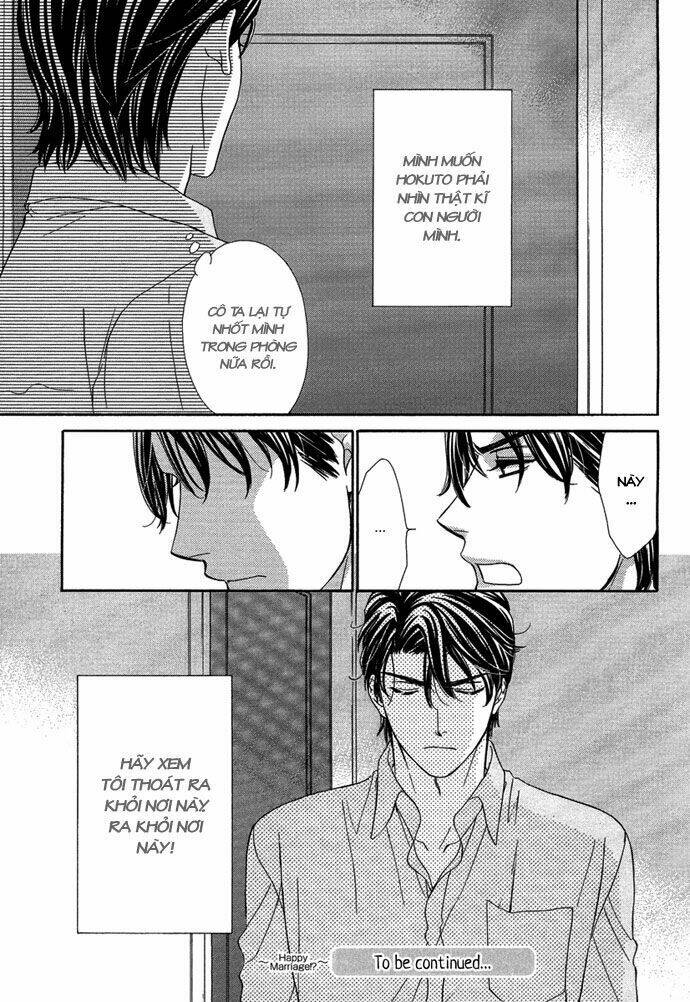 MÌNH MUỐN
HOKUTO PHẢI
NHÌN THẬT KĨ
CON NGƯỜI
MÌNH.
CÔ TA LẠI TỰ
NHỐT MÌNH
TRONG PHÒNG
NỮA RỒI.
NÀY
...
...
HÃY XEM
TÔI THOÁT RA
KHỎI NƠI NÀY
RA KHỎI NƠI
NÀY!
～Happy
Marriage!?～
To be continued...